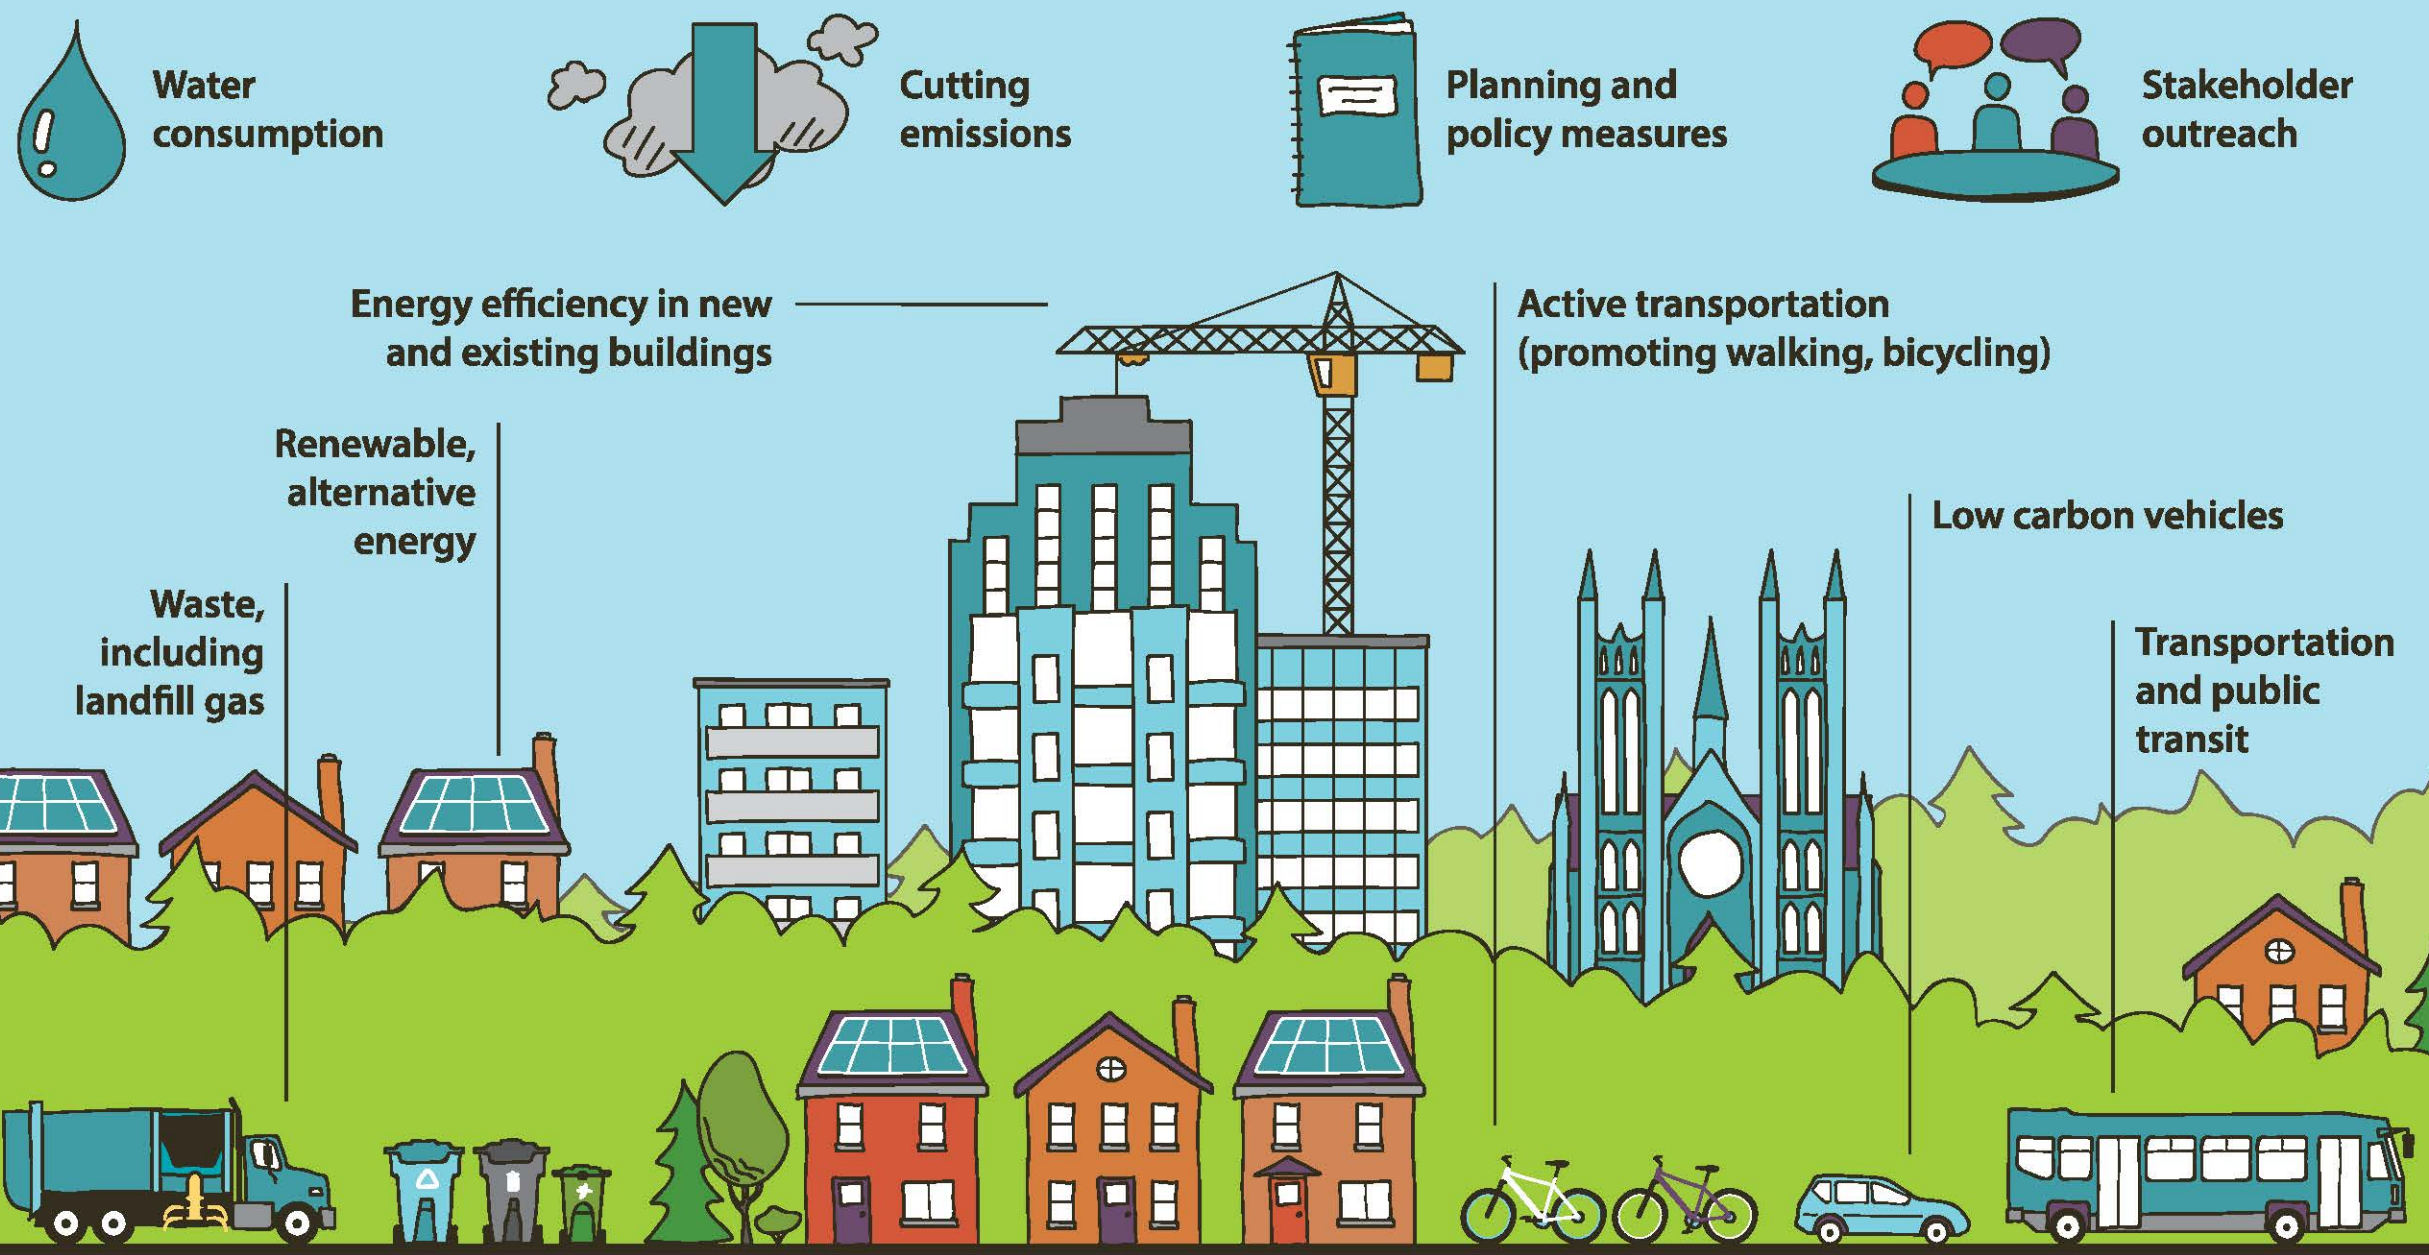 Water
consumption
Cutting
emissions
Planning and
policy measures
Stakeholder
outreach
Energy efficiency in new
and existing buildings
Active transportation
(promoting walking, bicycling)
Renewable,
alternative
energy
Low carbon vehicles
Waste,
including
landfill gas
Transportation
and public
transit